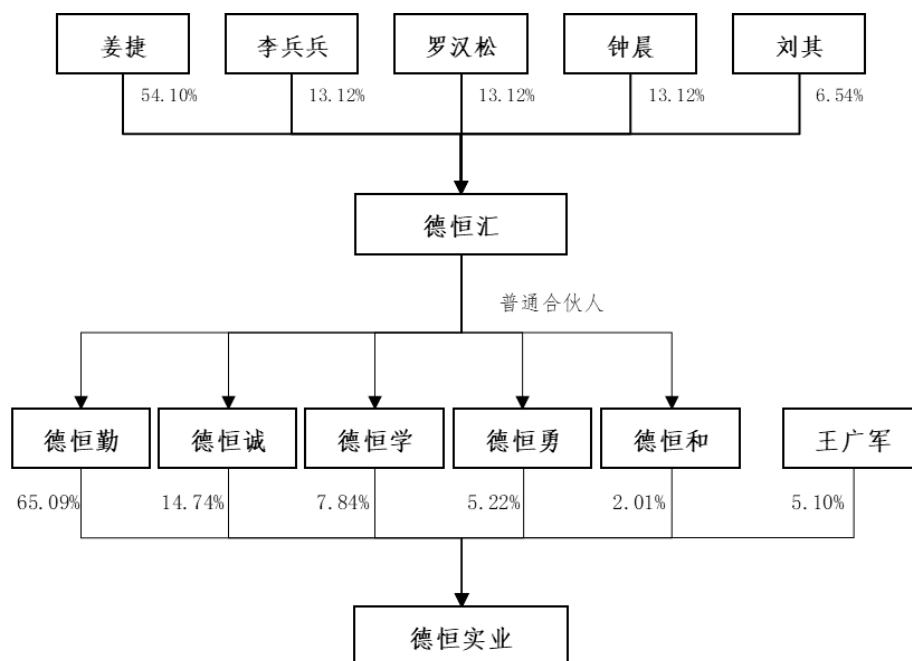 姜捷 李兵兵 罗汉松 钟晨 刘其
54.10% 13.12% 13.12% 13.12% 6.54%
德恒汇
普通合伙人
德恒勤 德恒诚 德恒学 德恒勇 德恒和 王广军
65.09% 14.74% 7.84% 5.22% 2.01% 5.10%
德恒实业